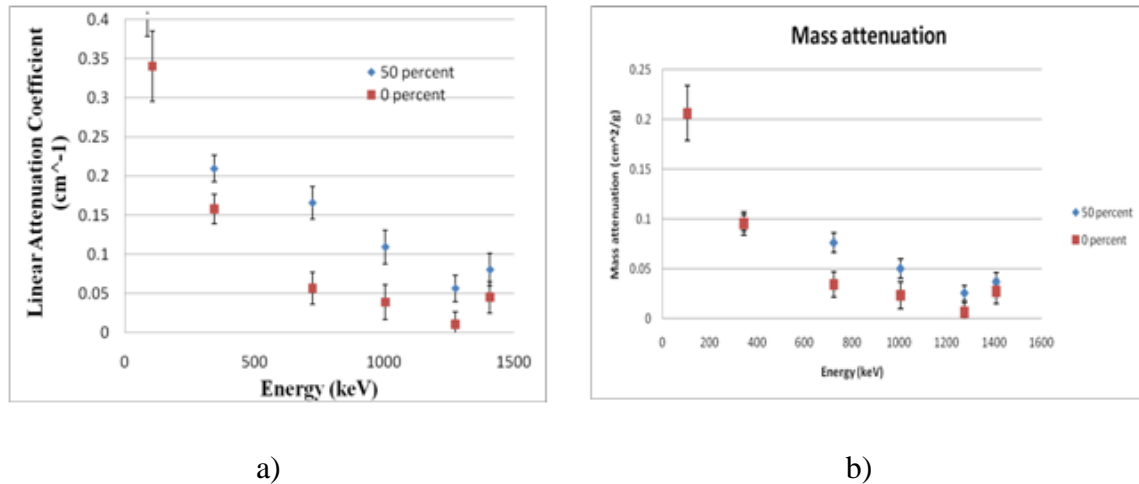 0.4
0.35
0.3
0.25
0.2
0.15
0.1
0.05
0
Linear Attenuation Coefficient
(cm^-1)
50 percent
0 percent
0 500 1000 1500
Energy (keV)
Mass attenuation
0.25
0.2
0.15
0.1
0.05
0
Mass attenuation (cm^2/g)
50 percent
0 percent
0 200 400 600 800 1000 1200 1400 1600
Energy (keV)
a) b)